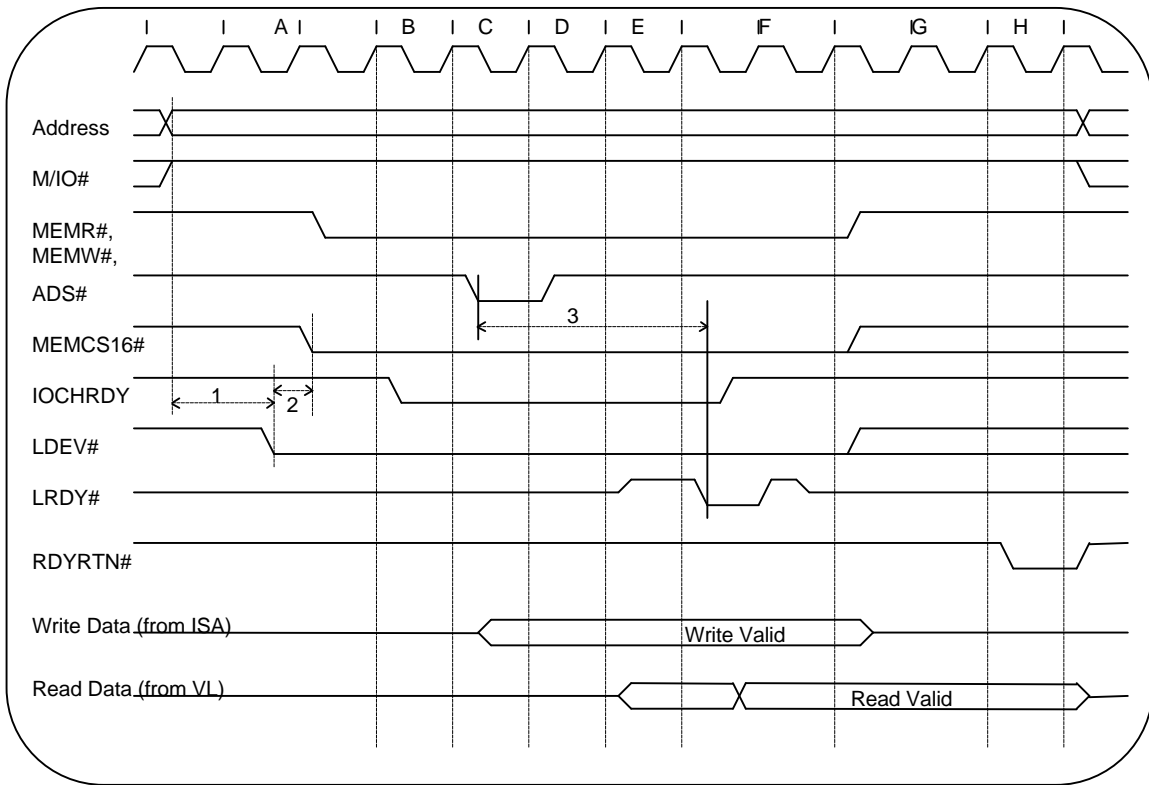 I I A I B I C I D I E I F I G I H I
Address
M/IO#
MEMR#,
MEMW#,
ADS#
3
MEMCS16#
IOCHRDY
1
2
LDEV#
LRDY#
RDYRTN#
Write Data (from ISA)
Write Valid
Read Data (from VL)
Read Valid